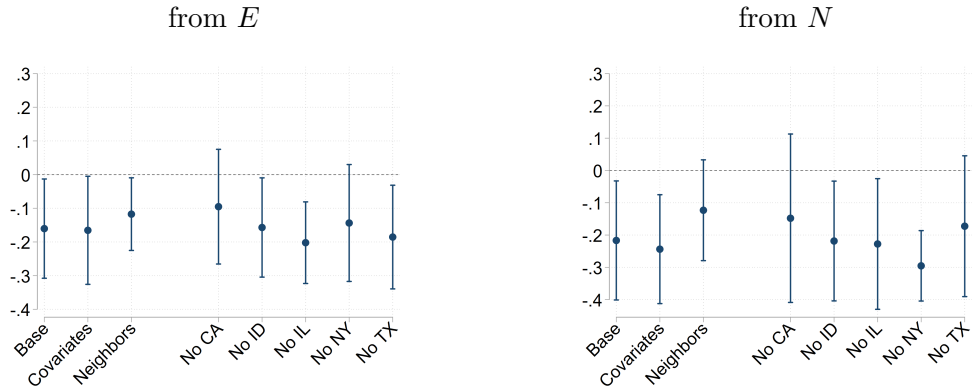 from E
from N
.3
.2
.1
0
-.1
-.2
-.3
-.4
Base
Covariates
Neighbors
No CA
No ID
No IL
No NY
No TX
.3
.2
.1
0
-.1
-.2
-.3
-.4
Base
Covariates
Neighbors
No CA
No ID
No IL
No NY
No TX